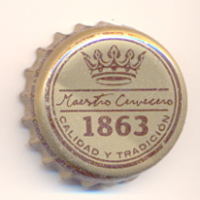 Maestro Cervecero
1863
CALIDAD Y TRADICIÓN